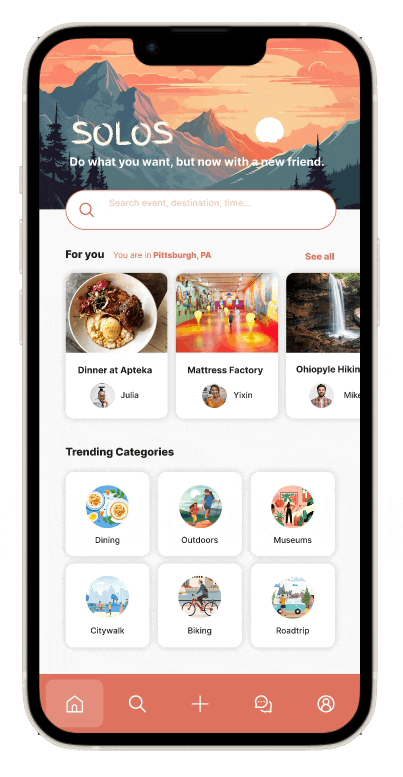 SOLOS
Do what you want, but now with a new friend.
Search event, destination, time...
For you You are in Pittsburgh, PA See all
Dinner at Apteka Mattress Factory Ohiopyle Hikin
Julia Yixin Mike
Trending Categories
Dining Outdoors Museums
Citywalk Biking Roadtrip